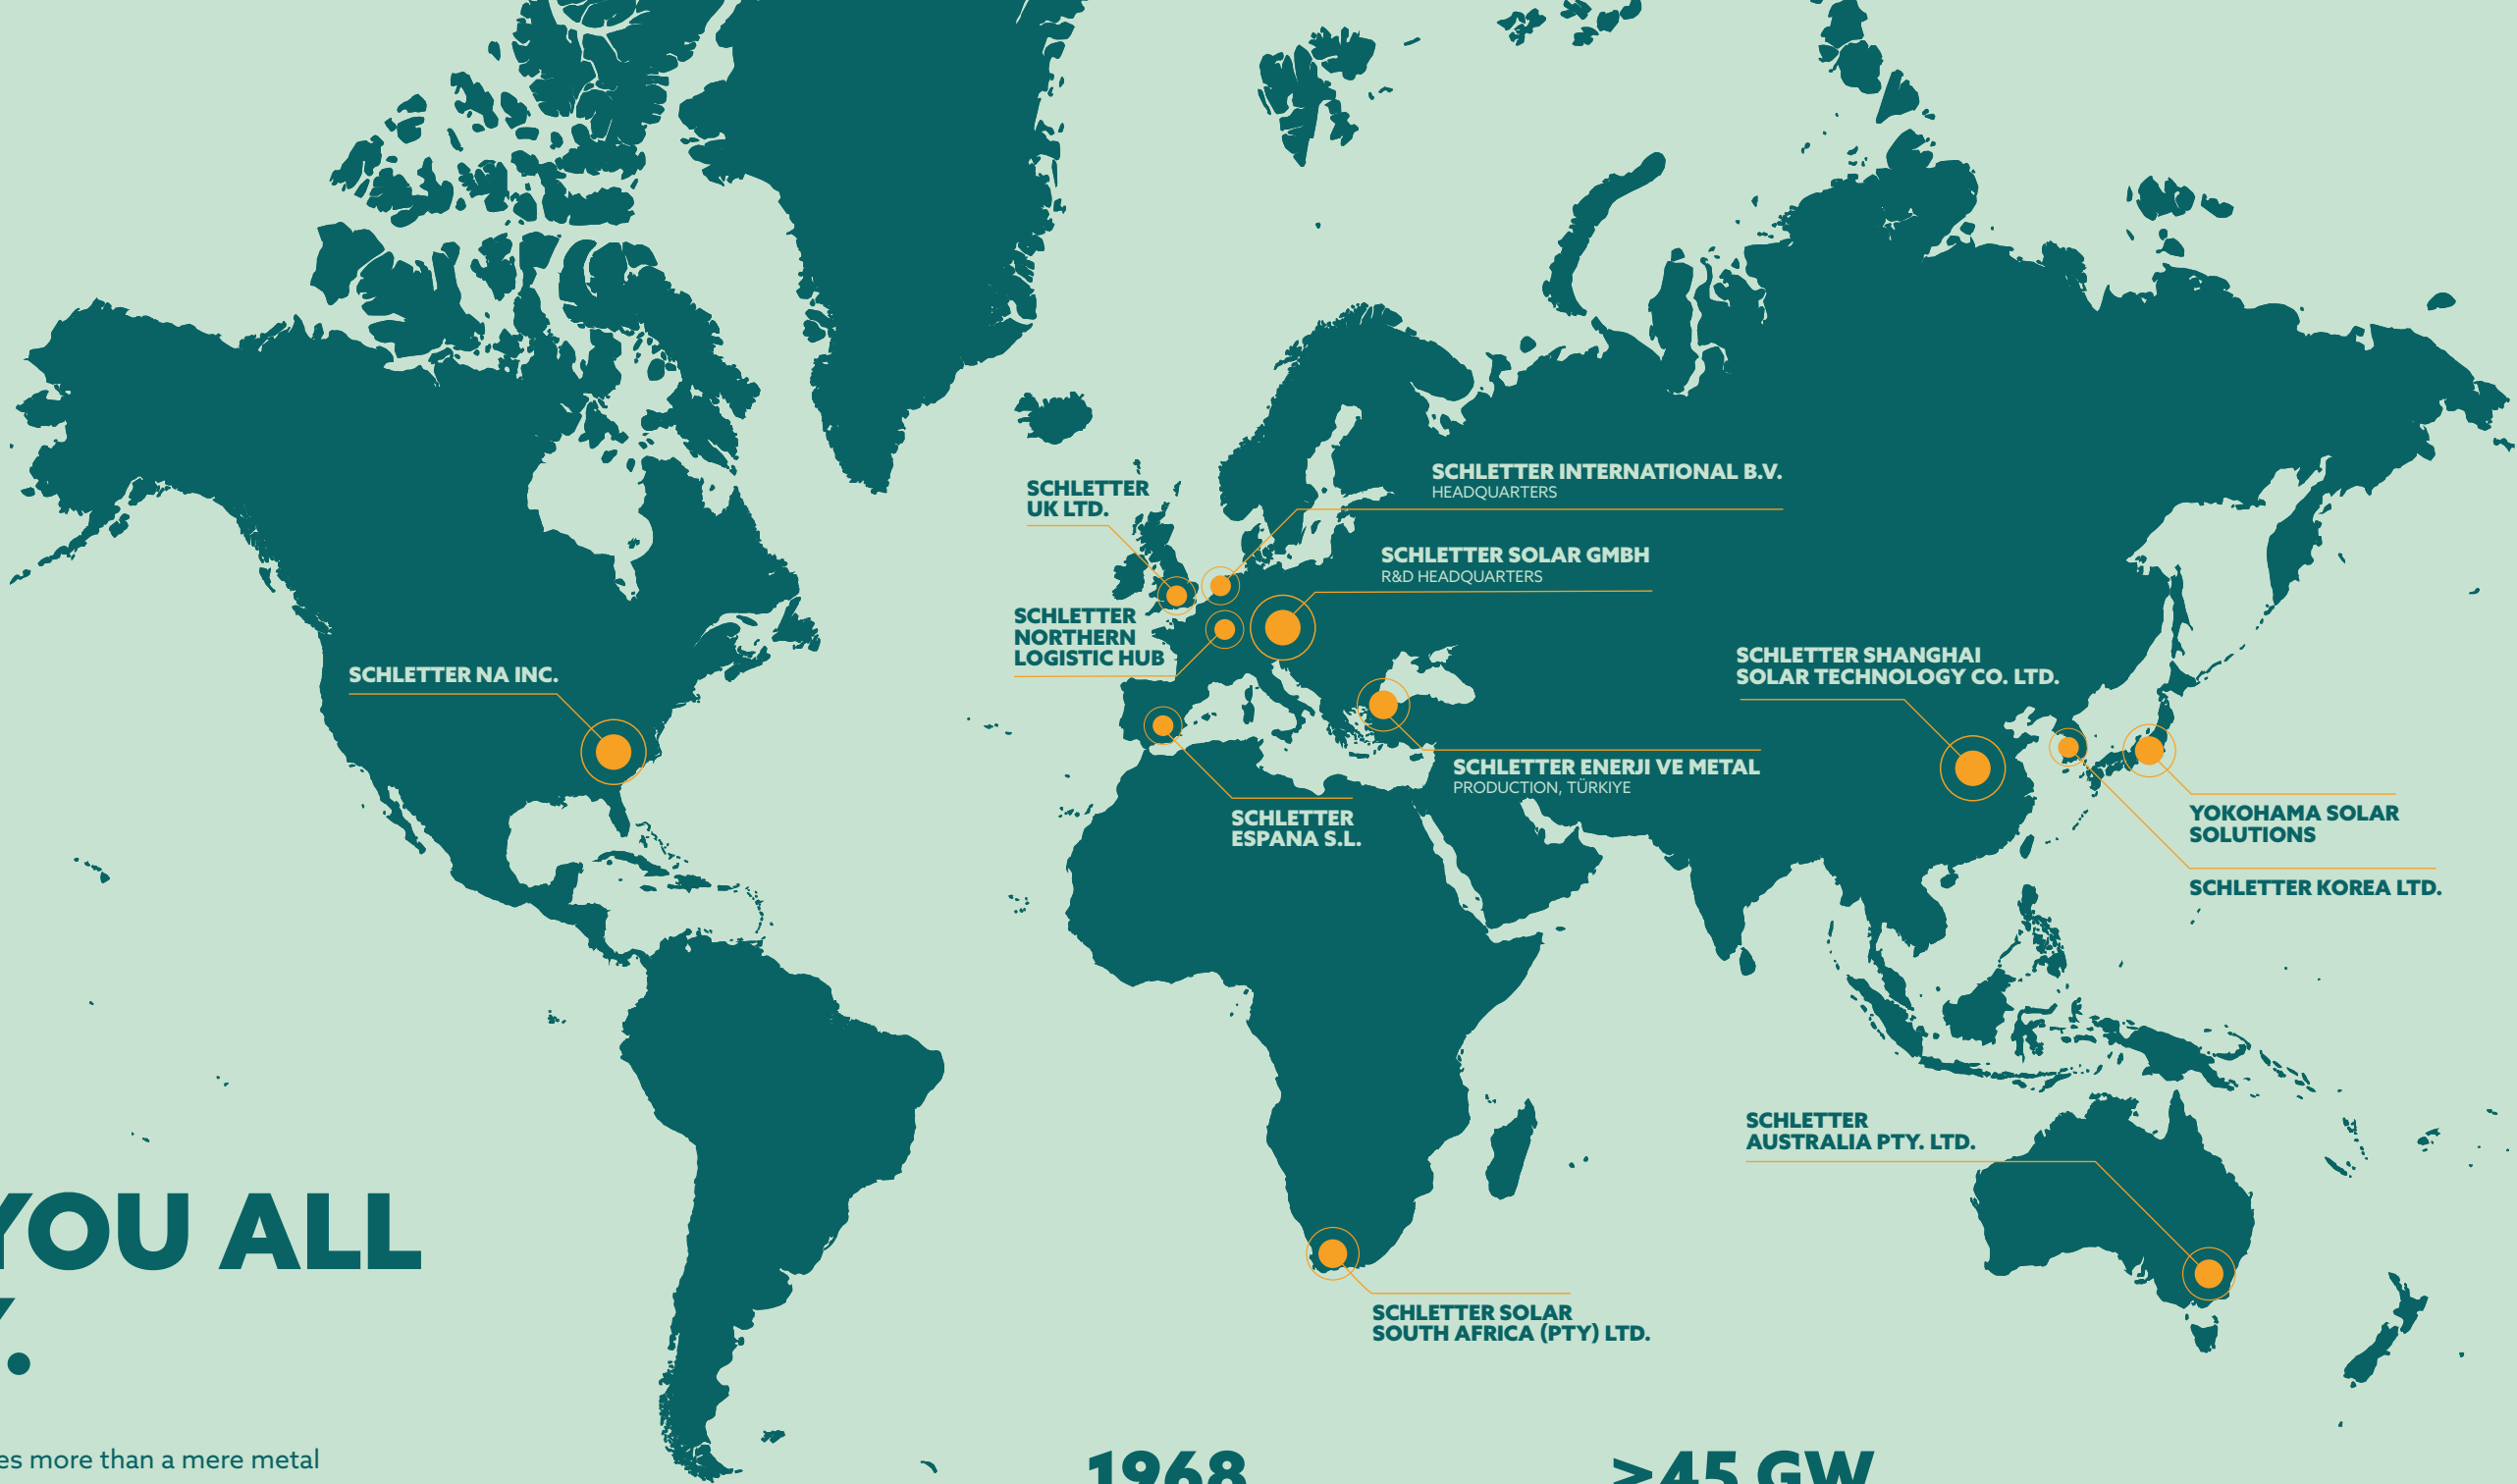 SCHLETTER INTERNATIONAL B.V.
HEADQUARTERS
SCHLETTER
UK LTD.
SCHLETTER SOLAR GMBH
R&D HEADQUARTERS
SCHLETTER
NORTHERN
LOGISTIC HUB
SCHLETTER NA INC.
SCHLETTER SHANGHAI
SOLAR TECHNOLOGY CO. LTD.
SCHLETTER ENERJI VE METAL
PRODUCTION, TÜRKIYE
SCHLETTER
ESPANA S.L.
YOKOHAMA SOLAR
SOLUTIONS
SCHLETTER KOREA LTD.
SCHLETTER
AUSTRALIA PTY. LTD.
YOU ALL
SCHLETTER SOLAR
SOUTH AFRICA (PTY) LTD.
es more than a mere metal
1968
>45 GW